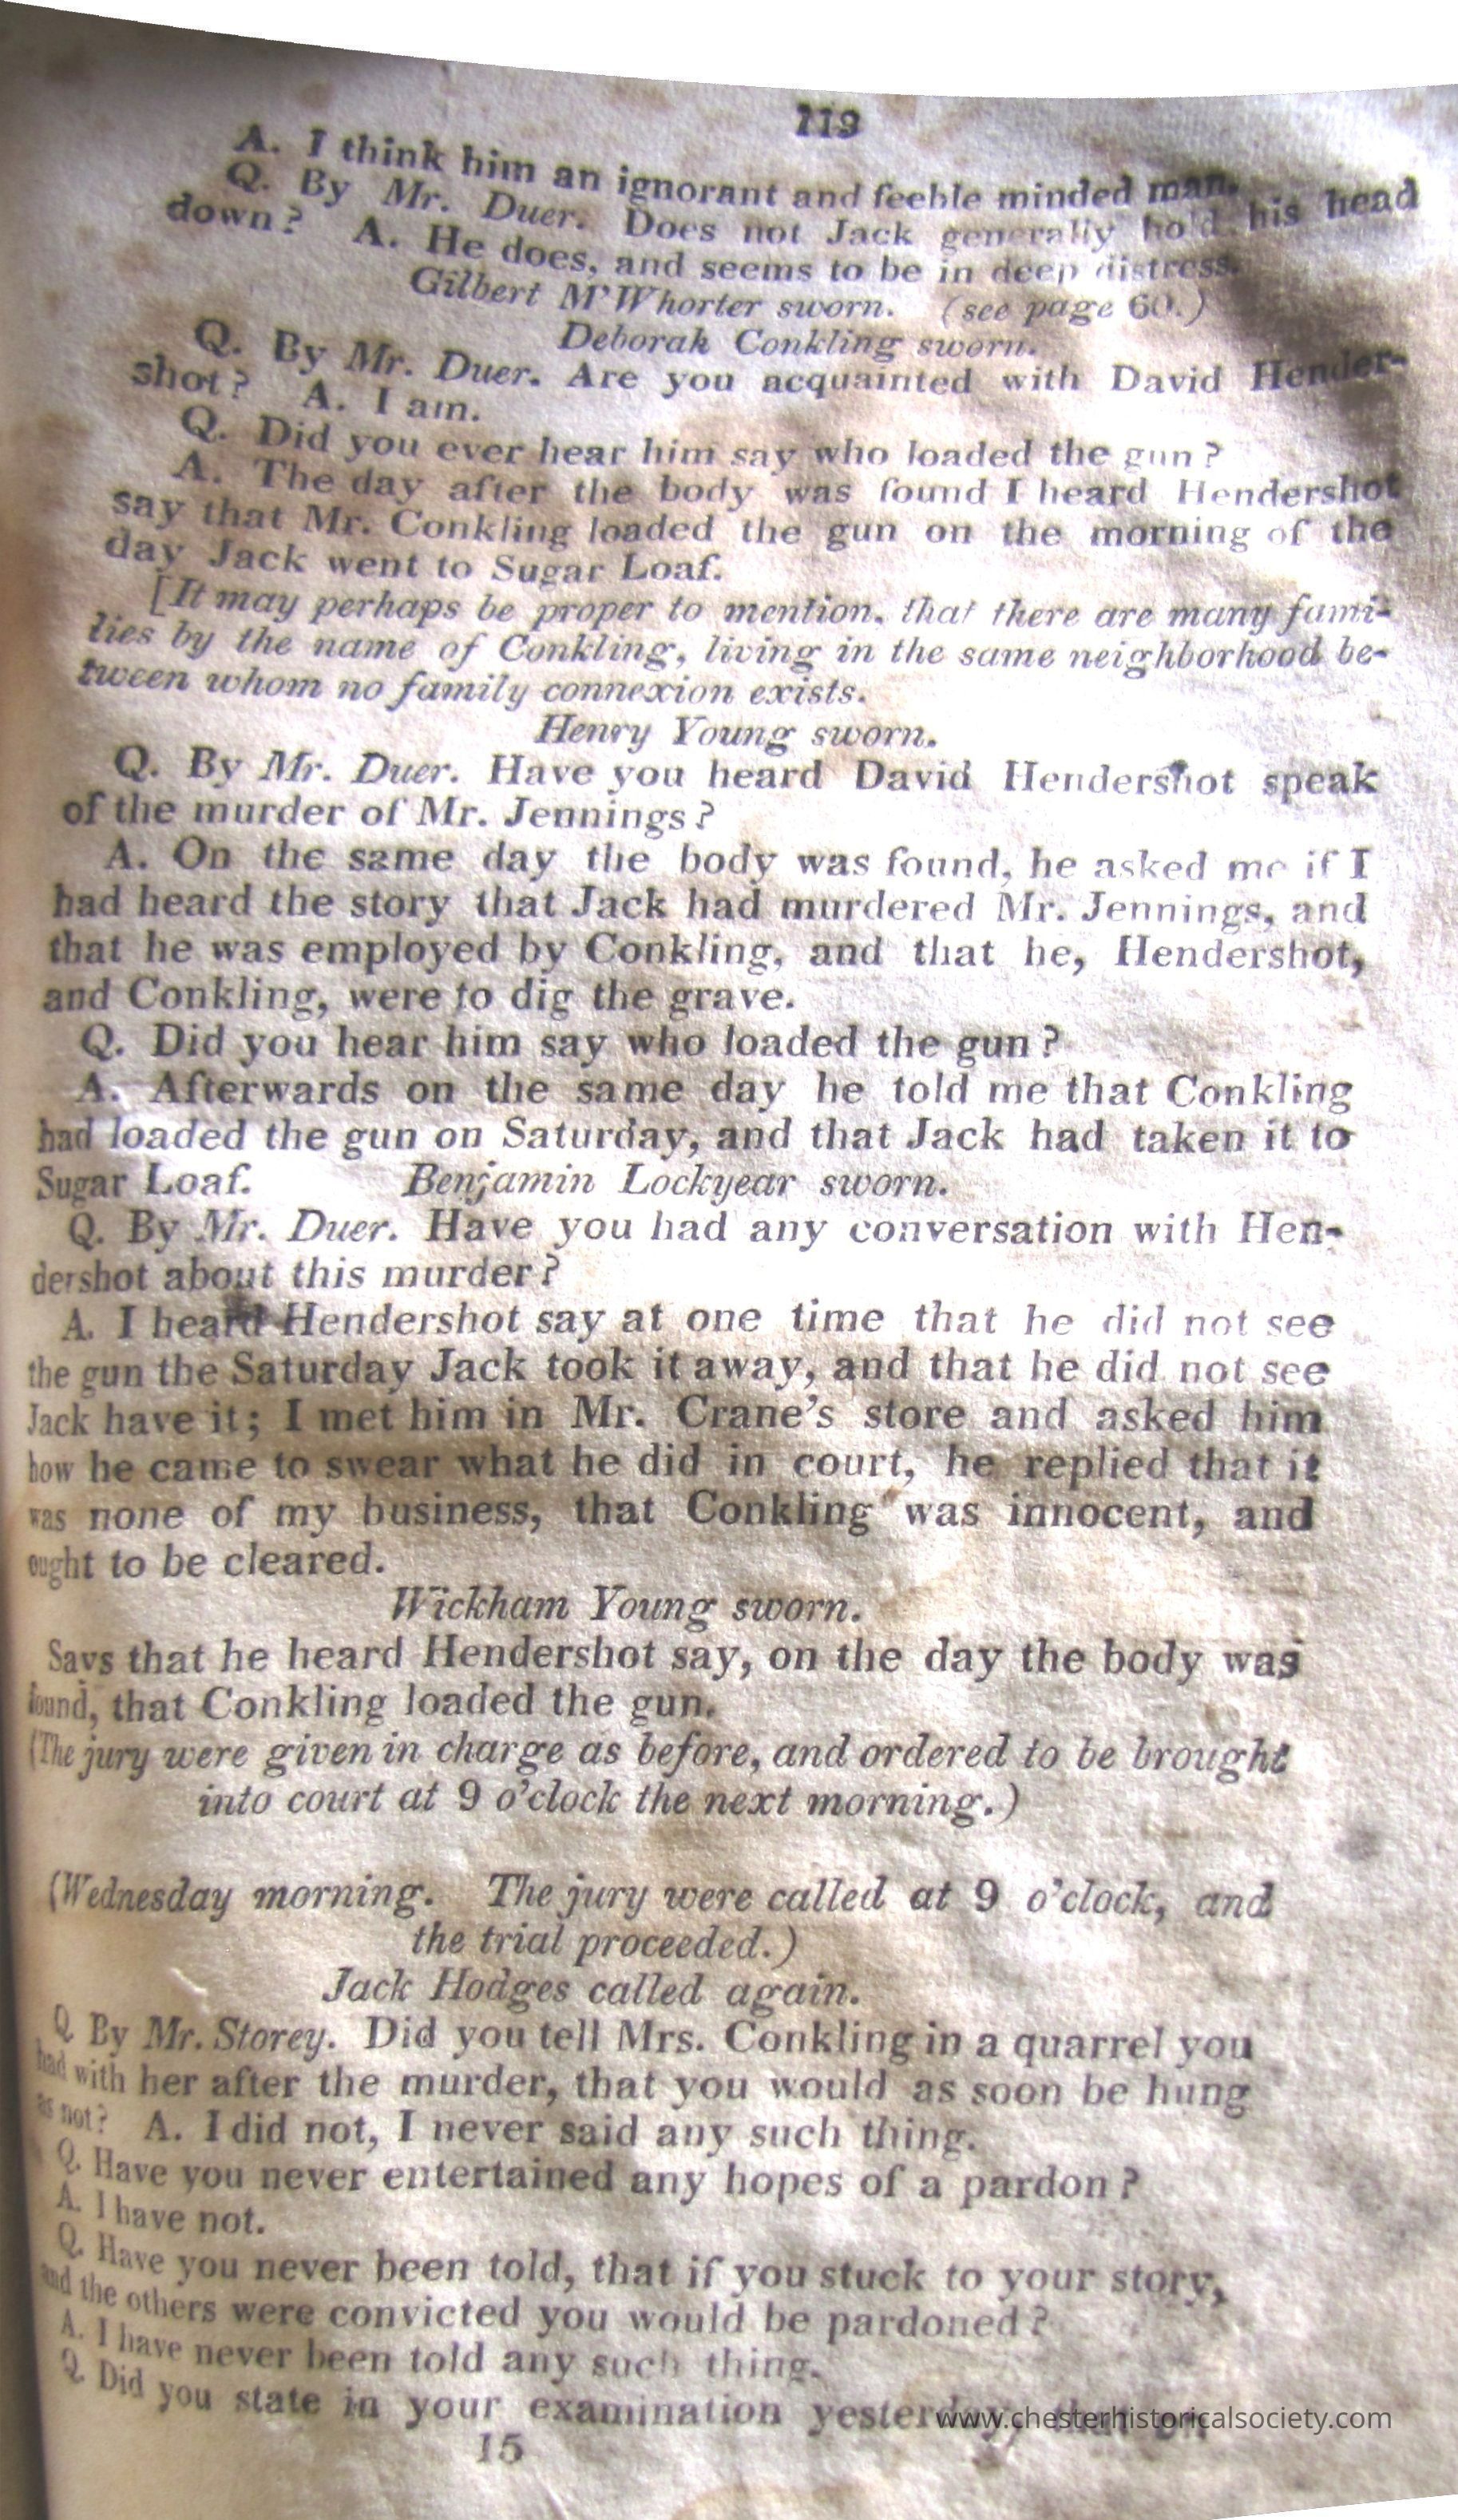 119
A. I think him an ignorant and feeble minded man.
Q. By Mr. Duer. Does not Jack generally hold his head
down? A. He does, and seems to be in deep distress.
Gilbert M'Whorter sworn. (see page 60.)
Deborah Conkling sworn.
Q. By Mr. Duer. Are you acquainted with David Hender-
shot? A. I am.
Q. Did you ever hear him say who loaded the gun?
A. The day after the body was found I heard Hendershot
say that Mr. Conkling loaded the gun on the morning of the
day Jack went to Sugar Loaf.
[It may perhaps be proper to mention, that there are many fami-
lies by the name of Conkling, living in the same neighborhood be-
tween whom no family connexion exists.
Henry Young sworn.
Q. By Mr. Duer. Have you heard David Hendershot speak
of the murder of Mr. Jennings?
A. On the same day the body was found, he asked me if I
had heard the story that Jack had murdered Mr. Jennings, and
that he was employed by Conkling, and that he, Hendershot,
and Conkling, were to dig the grave.
Q. Did you hear him say who loaded the gun?
A. Afterwards on the same day he told me that Conkling
had loaded the gun on Saturday, and that Jack had taken it to
Sugar Loaf. Benjamin Lockyear sworn.
Q. By Mr. Duer. Have you had any conversation with Hen-
dershot about this murder?
A. I heard Hendershot say at one time that he did not see
the gun the Saturday Jack took it away, and that he did not see
Jack have it; I met him in Mr. Crane's store and asked him
how he came to swear what he did in court, he replied that it
was none of my business, that Conkling was innocent, and
ought to be cleared.
Wickham Young sworn.
Says that he heard Hendershot say, on the day the body was
found, that Conkling loaded the gun.
(The jury were given in charge as before, and ordered to be brought
into court at 9 o'clock the next morning.)
(Wednesday morning. The jury were called at 9 o'clock, and
the trial proceeded.)
Jack Hodges called again.
Q By Mr. Storey. Did you tell Mrs. Conkling in a quarrel you
had with her after the murder, that you would as soon be hung
as not? A. I did not, I never said any such thing.
Q. Have you never entertained any hopes of a pardon?
A. I have not.
Q. Have you never been told, that if you stuck to your story,
and the others were convicted you would be pardoned?
A. I have never been told any such thing.
Q. Did you state in your examination yesterday,
www.chesterhistoricalsociety.com
15